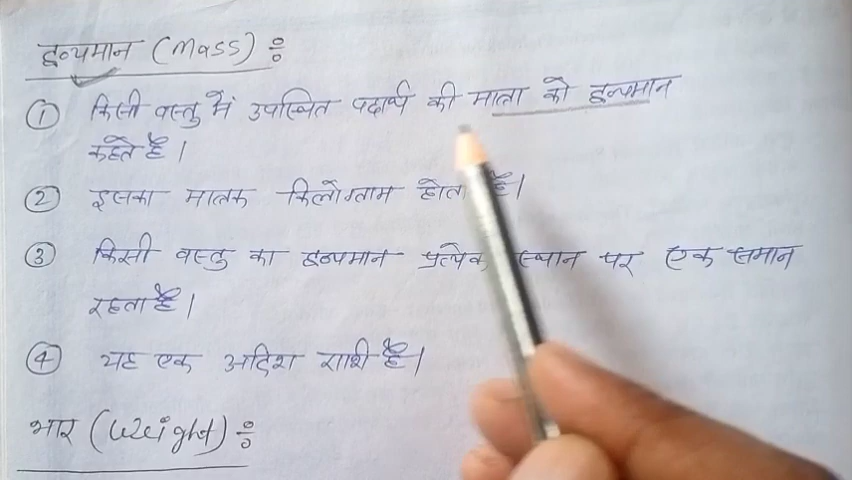 द्रव्यमान (Mass) :
① किसी वस्तु में उपस्थित पदार्थ की मात्रा को द्रव्यमान
कहते है ।
② इसका मात्रक किलोग्राम होता है।
③ किसी वस्तु का द्रव्यमान प्रत्येक स्थान पर एक समान
रहता है।
④ यह एक अदिश राशी है।
भार (Weight) :